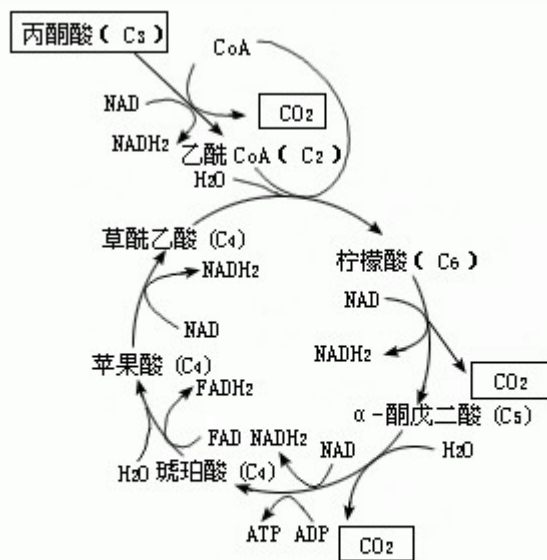 丙酮酸( C3 )
CoA
NAD
CO2
NADH2
乙酰 CoA( C2 )
H2O
草酰乙酸 (C4)
柠檬酸( C6 )
NADH2
NAD
NAD
NADH2
苹果酸 (C4)
CO2
FADH2
α-酮戊二酸 (C5)
FAD NADH2
NAD
H2O
H2O
琥珀酸 (C4)
ATP ADP
CO2